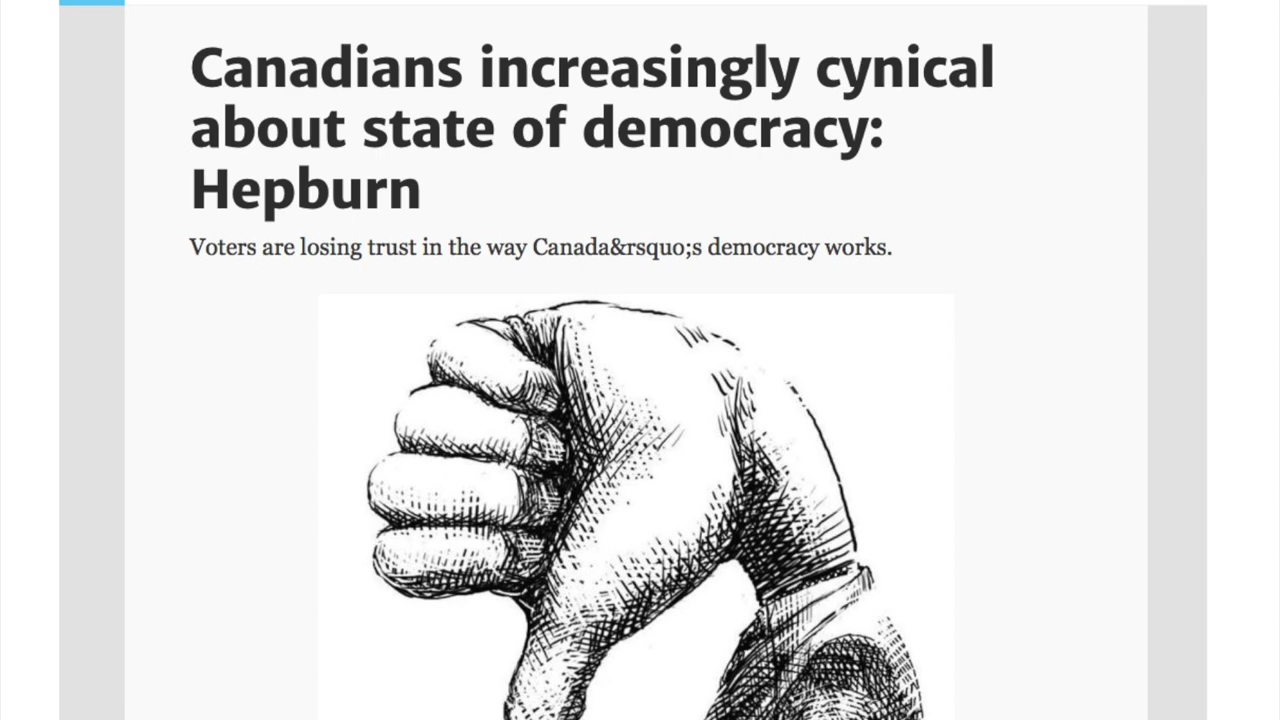 Canadians increasingly cynical
about state of democracy:
Hepburn
Voters are losing trust in the way Canada&rsquo;s democracy works.